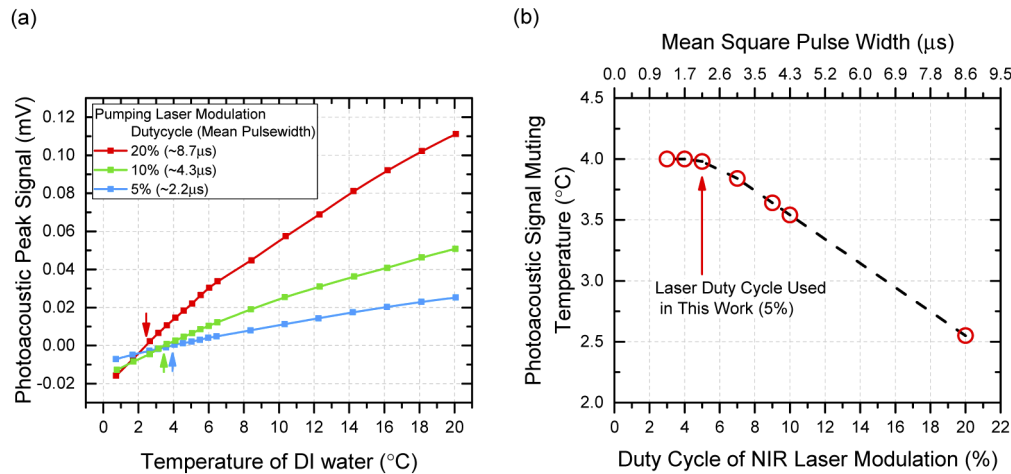 (a)
Photoacoustic Peak Signal (mV)
0.12
0.10
0.08
0.06
0.04
0.02
0.00
-0.02
Pumping Laser Modulation
Dutycycle (Mean Pulsewidth)
20% (~8.7μs)
10% (~4.3μs)
5% (~2.2μs)
0 2 4 6 8 10 12 14 16 18 20
Temperature of DI water (°C)
(b)
Mean Square Pulse Width (μs)
0.0 0.9 1.7 2.6 3.5 4.3 5.2 6.0 6.9 7.8 8.6 9.5
Photoacoustic Signal Muting
Temperature (°C)
4.5
4.0
3.5
3.0
2.5
2.0
Laser Duty Cycle Used
in This Work (5%)
0 2 4 6 8 10 12 14 16 18 20 22
Duty Cycle of NIR Laser Modulation (%)